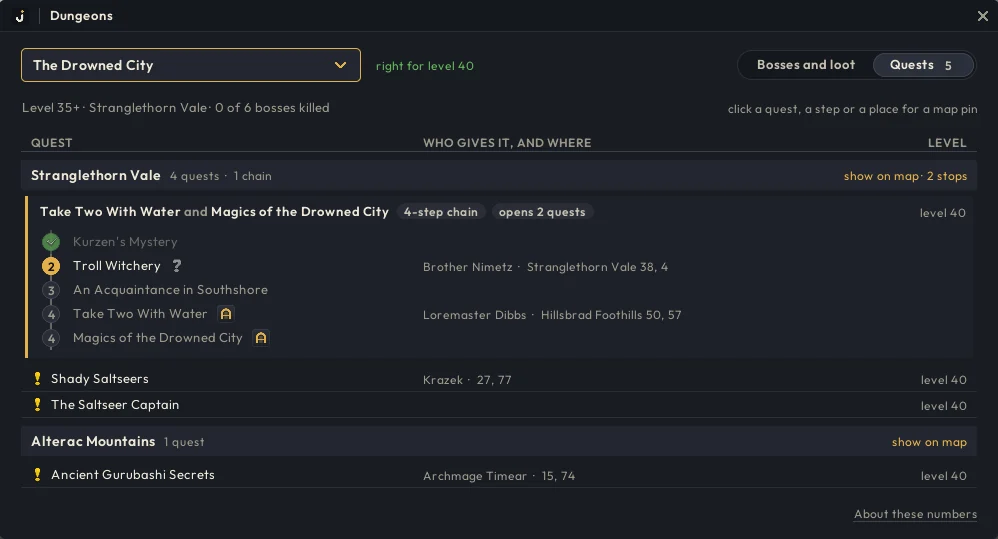 Dungeons
The Drowned City
right for level 40
Bosses and loot
Quests 5
Level 35+ · Stranglethorn Vale · 0 of 6 bosses killed
click a quest, a step or a place for a map pin
QUEST WHO GIVES IT, AND WHERE LEVEL
Stranglethorn Vale 4 quests · 1 chain show on map · 2 stops
Take Two With Water and Magics of the Drowned City 4-step chain opens 2 quests level 40
Kurzen's Mystery
2 Troll Witchery ? Brother Nimetz · Stranglethorn Vale 38, 4
3 An Acquaintance in Southshore
4 Take Two With Water Loremaster Dibbs · Hillsbrad Foothills 50, 57
4 Magics of the Drowned City
! Shady Saltseers Krazek · 27, 77 level 40
! The Saltseer Captain level 40
Alterac Mountains 1 quest show on map
! Ancient Gurubashi Secrets Archmage Timear · 15, 74 level 40
About these numbers